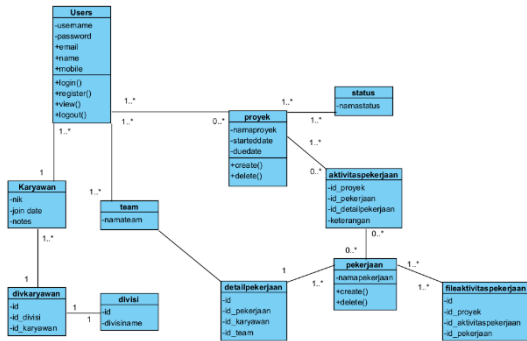 Users
-username
-password
+email
+name
+mobile
+login()
+register()
+view()
+logout()
1..*
1..*
1..*
0..*
1..*
1..*
status
-namastatus
proyek
-namaproyek
-starteddate
-duedate
+create()
+delete()
1..*
0..*
aktivitaspekerjaan
-id_proyek
-id_pekerjaan
-id_detailpekerjaan
-keterangan
0..*
0..*
1
Karyawan
-nik
-join date
-notes
1..*
1..*
team
-namateam
1
divkaryawan
-id
-id_divisi
-id_karyawan
1
1
divisi
-id
-divisiname
detailpekerjaan
-id
-id_pekerjaan
-id_karyawan
-id_team
1
1..*
pekerjaan
-namapekerjaan
+create()
+delete()
1..*
1..*
fileaktivitaspekerjaan
-id
-id_proyek
-id_aktivitaspekerjaan
-id_pekerjaan